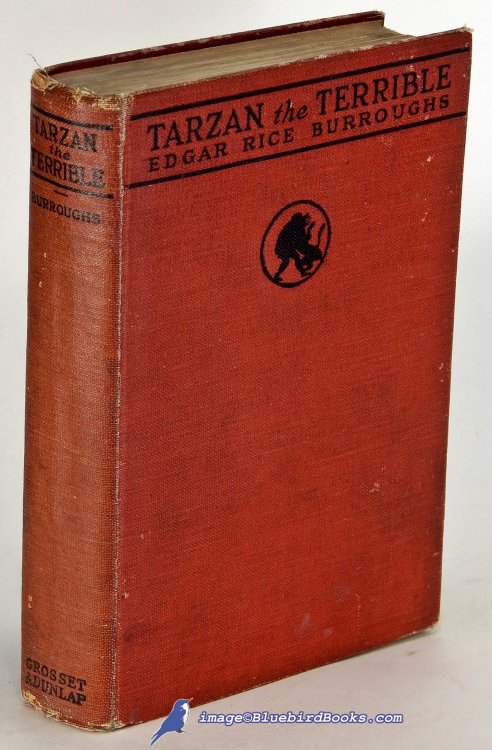 TARZAN
the
TERRIBLE
BURROUGHS
GROSSET
& DUNLAP
TARZAN the TERRIBLE
EDGAR RICE BURROUGHS
image©BluebirdBooks.com